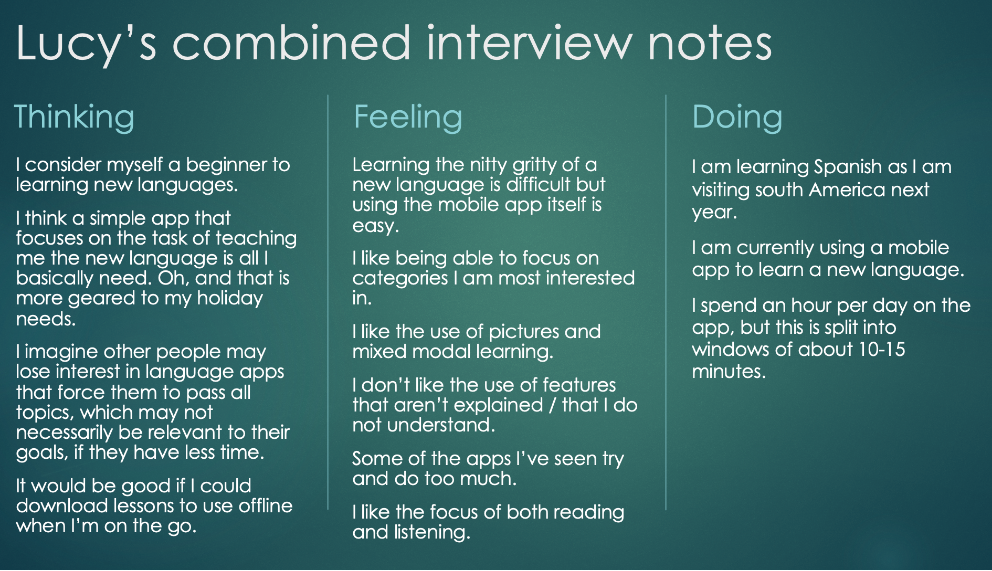 Lucy’s combined interview notes
Thinking
I consider myself a beginner to
learning new languages.
I think a simple app that
focuses on the task of teaching
me the new language is all I
basically need. Oh, and that is
more geared to my holiday
needs.
I imagine other people may
lose interest in language apps
that force them to pass all
topics, which may not
necessarily be relevant to their
goals, if they have less time.
It would be good if I could
download lessons to use offline
when I’m on the go.
Feeling
Learning the nitty gritty of a
new language is difficult but
using the mobile app itself is
easy.
I like being able to focus on
categories I am most interested
in.
I like the use of pictures and
mixed modal learning.
I don’t like the use of features
that aren’t explained / that I do
not understand.
Some of the apps I’ve seen try
and do too much.
I like the focus of both reading
and listening.
Doing
I am learning Spanish as I am
visiting south America next
year.
I am currently using a mobile
app to learn a new language.
I spend an hour per day on the
app, but this is split into
windows of about 10-15
minutes.